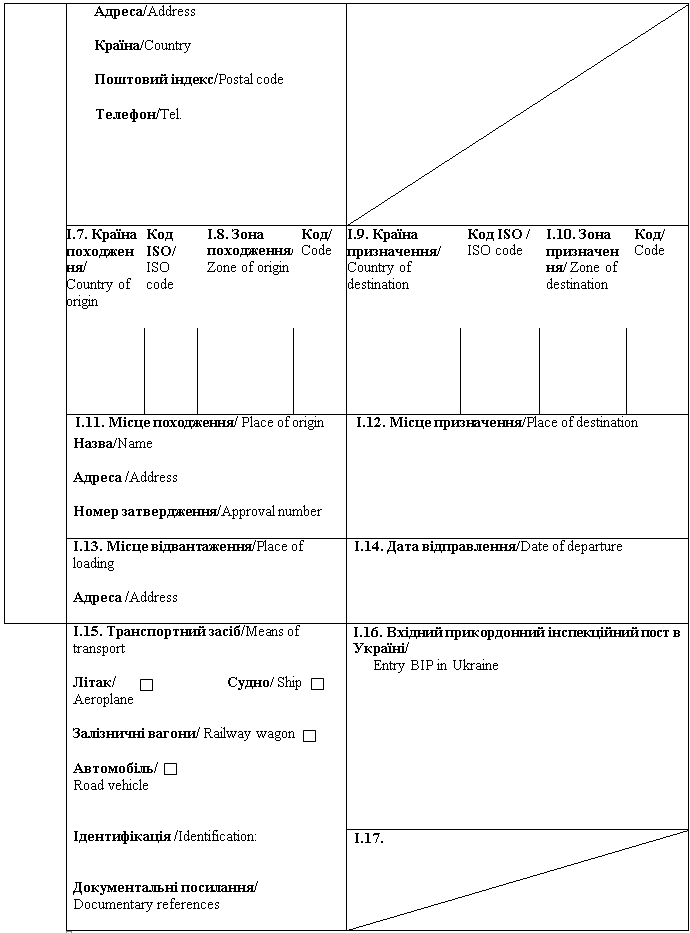 Адреса/Address
Країна/Country
Поштовий індекс/Postal code
Телефон/Tel.
I.7. Країна
походжен
ня/
Country of
origin
Код
ISO/
ISO
code
I.8. Зона
походження/
Zone of origin
Код/
Code
I.9. Країна
призначення/
Country of
destination
Код ISO /
ISO code
I.10. Зона
призначен
ня/ Zone of
destination
Код/
Code
I.11. Місце походження/ Place of origin
Назва/Name
Адреса /Address
Номер затвердження/Approval number
I.12. Місце призначення/Place of destination
I.13. Місце відвантаження/Place of
loading
Адреса /Address
I.14. Дата відправлення/Date of departure
I.15. Транспортний засіб/Means of
transport
Літак/
Aeroplane
Судно/ Ship
Залізничні вагони/ Railway wagon
Автомобіль/
Road vehicle
Ідентифікація /Identification:
Документальні посилання/
Documentary references
I.16. Вхідний прикордонний інспекційний пост в
Україні/
Entry BIP in Ukraine
I.17.